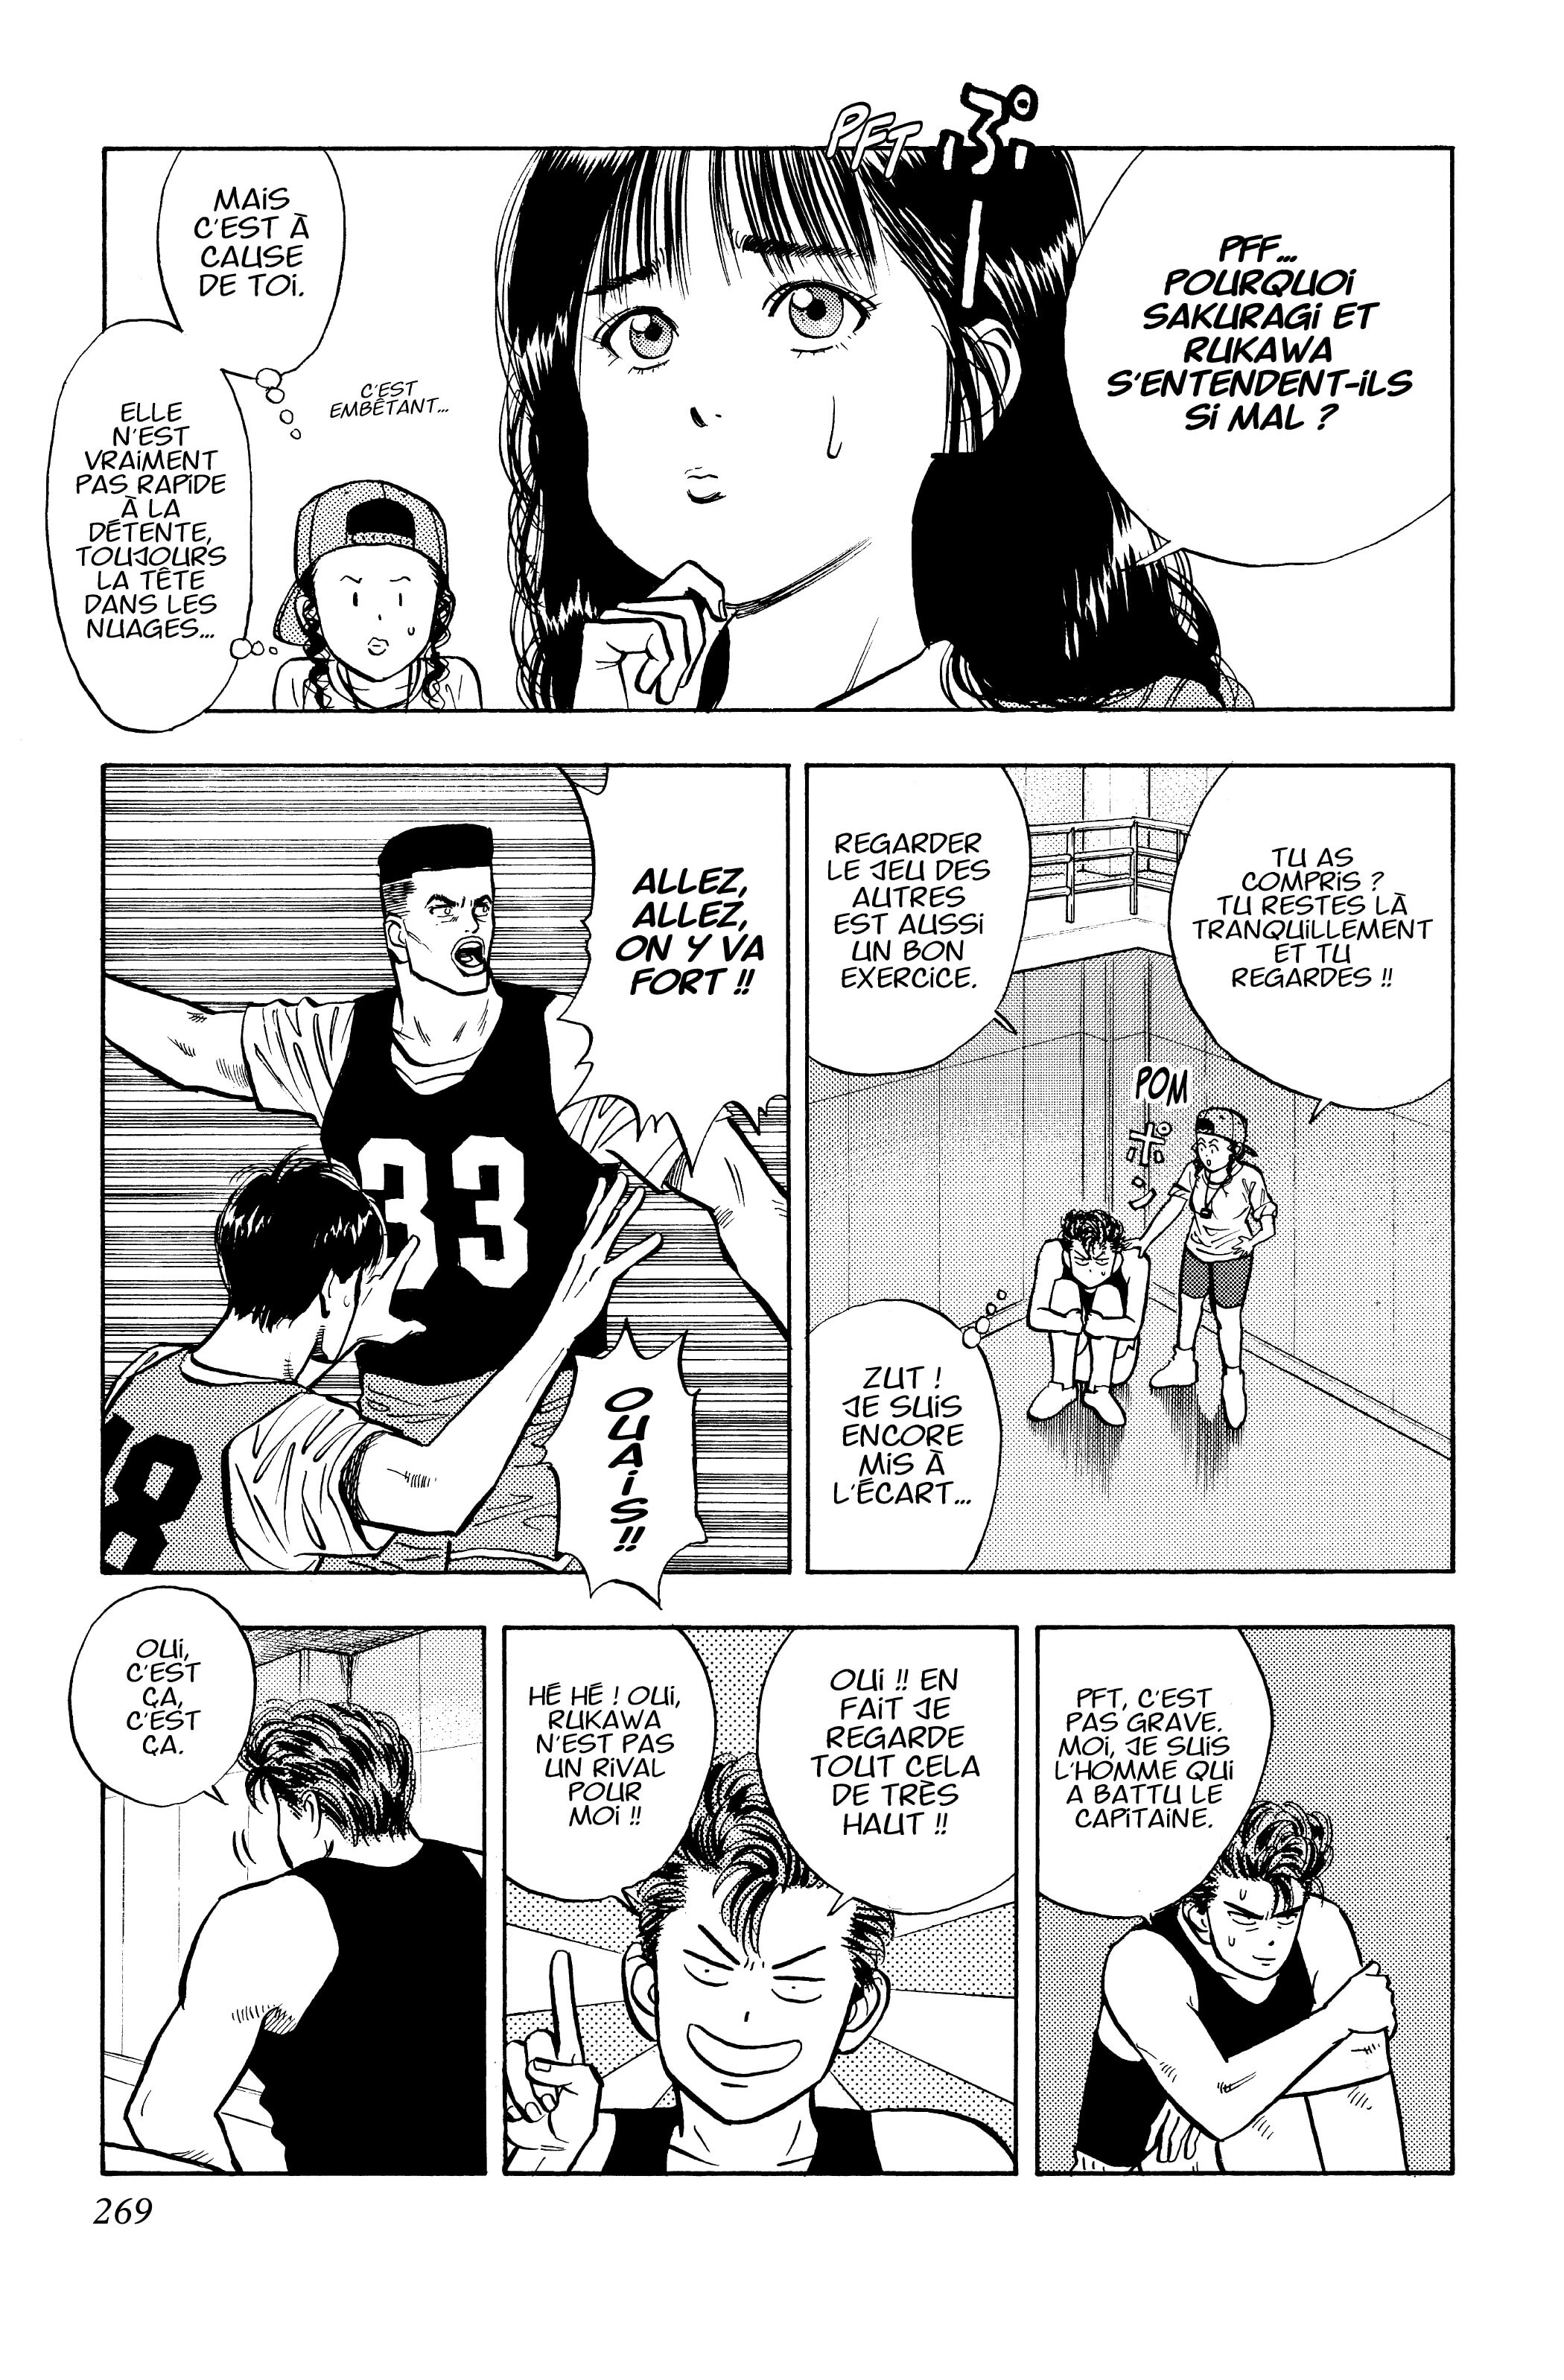 PFT
ぷー
PFF...
POURQUOI
SAKURAGI ET
RUKAWA
S'ENTENDENT-ILS
SI MAL ?
MAIS
C'EST À
CAUSE
DE TOI.
C'EST
EMBÊTANT...
ELLE
N'EST
VRAIMENT
PAS RAPIDE
À LA
DÉTENTE,
TOUJOURS
LA TÊTE
DANS LES
NUAGES...
TU AS
COMPRIS ?
TU RESTES LÀ
TRANQUILLEMENT
ET TU
REGARDES !!
REGARDER
LE JEU DES
AUTRES
EST AUSSI
UN BON
EXERCICE.
POM
ポン
ZUT !
JE SUIS
ENCORE
MIS À
L'ÉCART...
ALLEZ,
ALLEZ,
ON Y VA
FORT !!
33
OUAIS!!
8
PFT, C'EST
PAS GRAVE.
MOI, JE SUIS
L'HOMME QUI
A BATTU LE
CAPITAINE.
OUI !! EN
FAIT JE
REGARDE
TOUT CELA
DE TRÈS
HAUT !!
HÉ HÉ ! OUI,
RUKAWA
N'EST PAS
UN RIVAL
POUR
MOI !!
OUI,
C'EST
ÇA,
C'EST
ÇA.
269